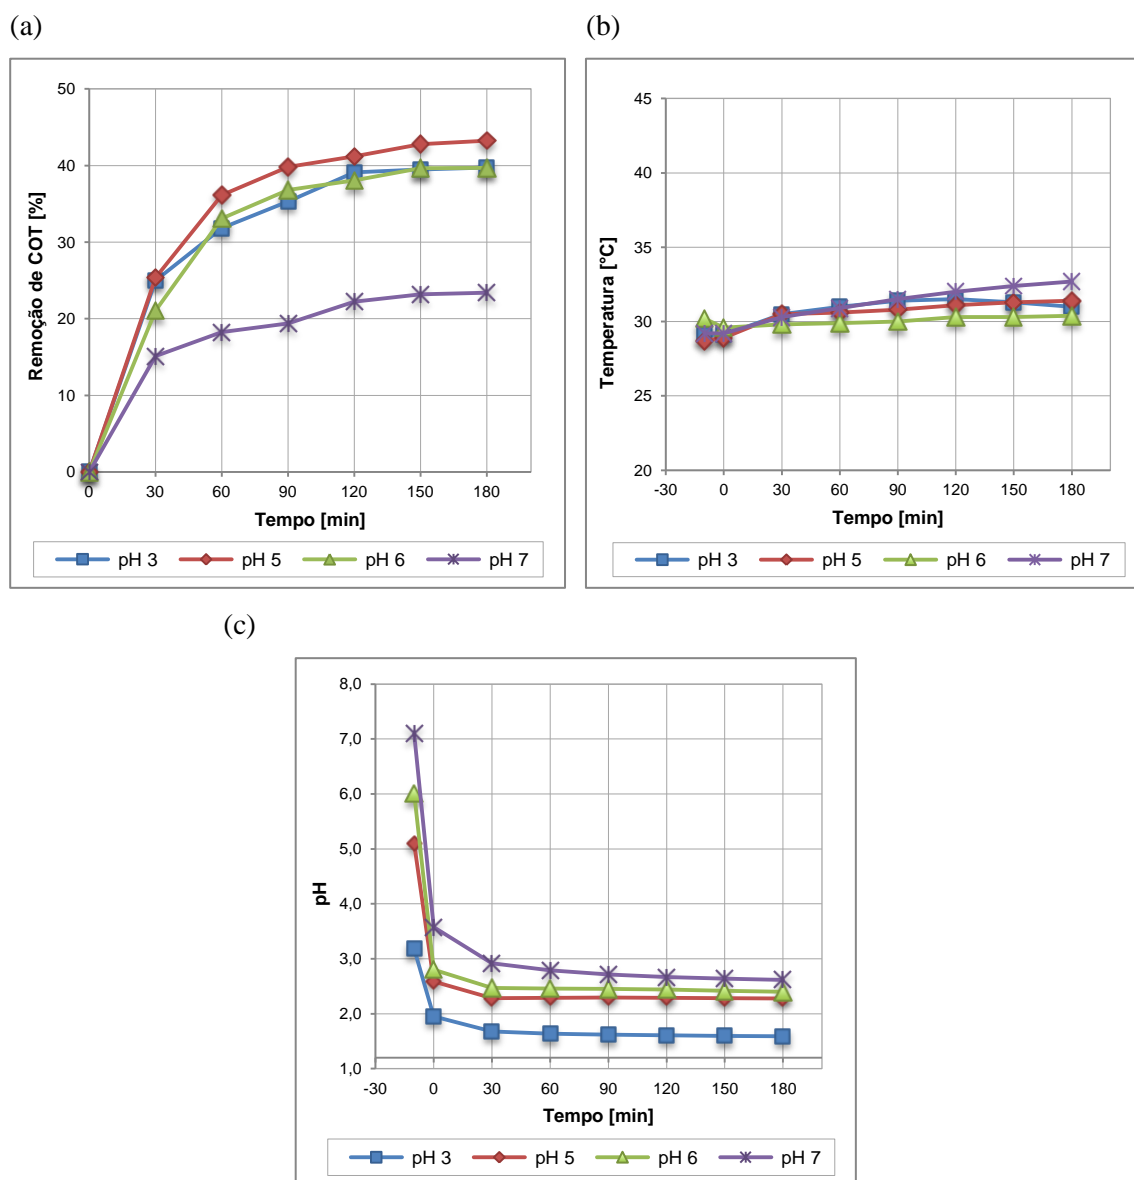 (a)
(b)
50
40
30
20
10
0
Remoção de COT [%]
0 30 60 90 120 150 180
Tempo [min]
pH 3 pH 5 pH 6 pH 7
45
40
35
30
25
20
Temperatura [°C]
-30 0 30 60 90 120 150 180
Tempo [min]
pH 3 pH 5 pH 6 pH 7
(c)
8,0
7,0
6,0
5,0
4,0
3,0
2,0
1,0
pH
-30 0 30 60 90 120 150 180
Tempo [min]
pH 3 pH 5 pH 6 pH 7